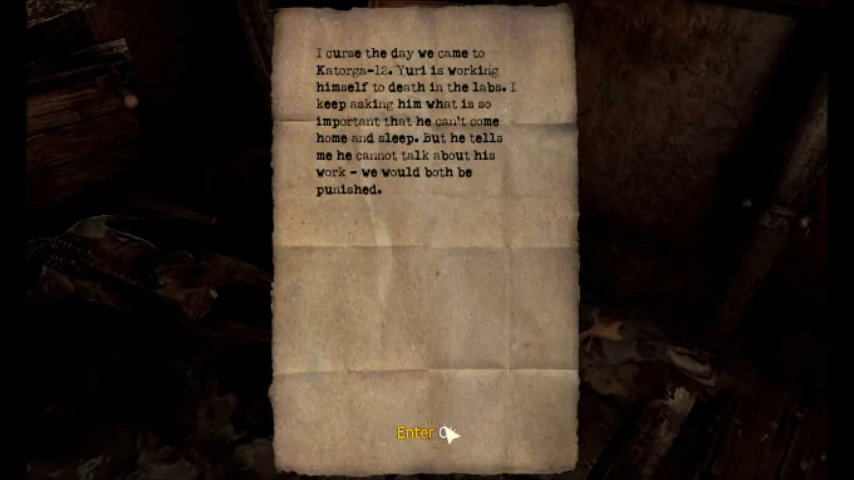 I curse the day we came to
Katorga-12. Yuri is working
himself to death in the labs. I
keep asking him what is so
important that he can't come
home and sleep. But he tells
me he cannot talk about his
work - we would both be
punished.
Enter Ok